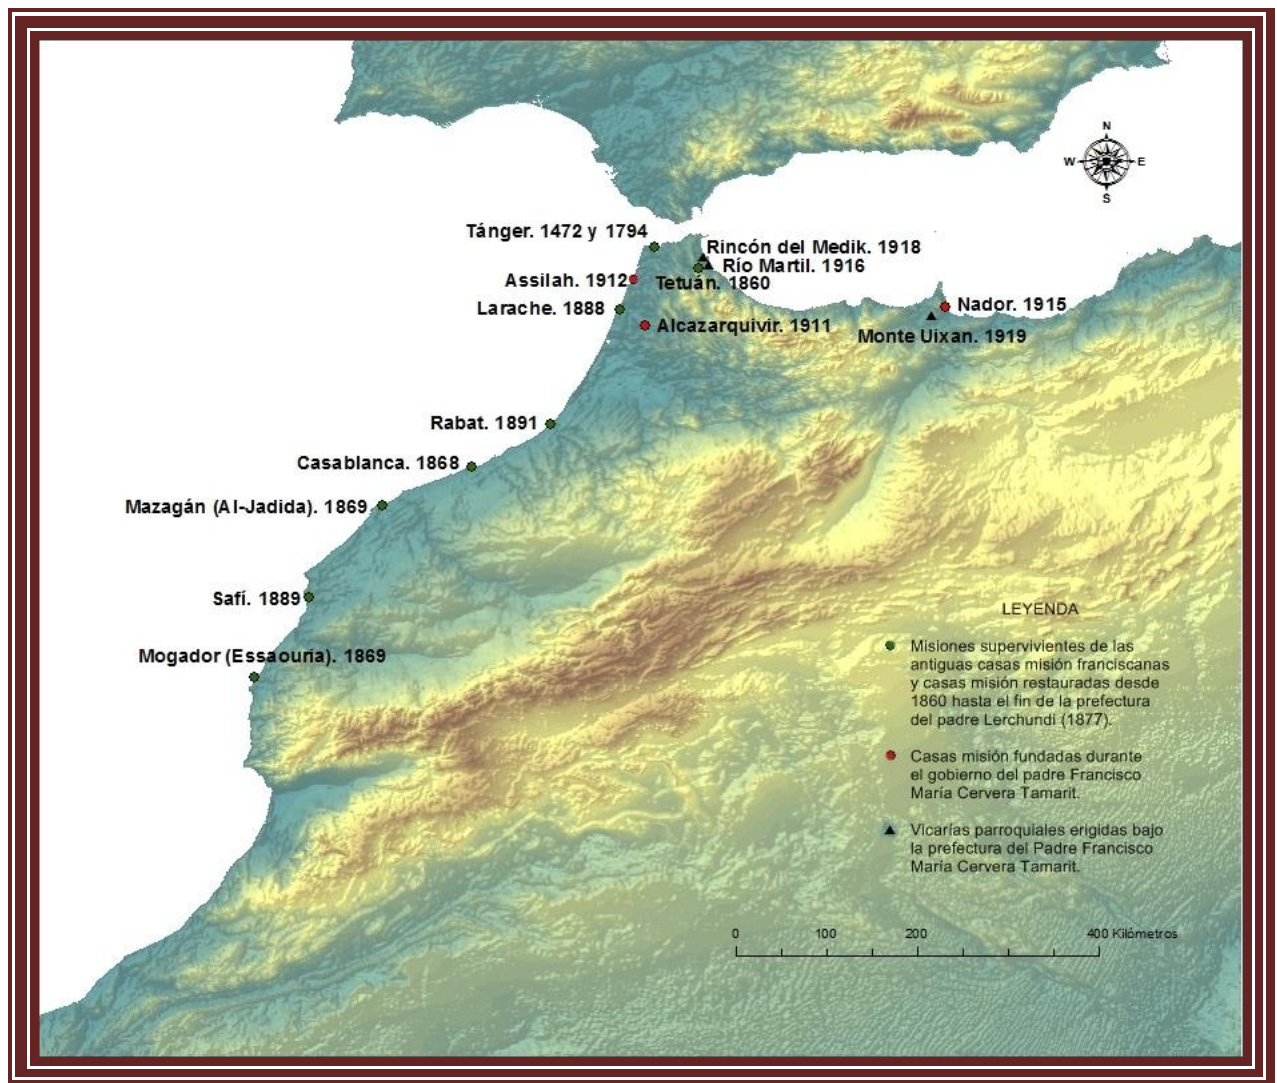 N
W
E
S
Tánger. 1472 y 1794
Rincón del Medik. 1918
Río Martil. 1916
Assilah. 1912
Tetuán. 1860
Larache. 1888
Nador. 1915
Alcazarquivir. 1911
Monte Uixan. 1919
Rabat. 1891
Casablanca. 1868
Mazagán (Al-Jadida). 1869
Safí. 1889
Mogador (Essaouria). 1869
LEYENDA
Misiones supervivientes de las
antiguas casas misión franciscanas
y casas misión restauradas desde
1860 hasta el fin de la prefectura
del padre Lerchundi (1877).
Casas misión fundadas durante
el gobierno del padre Francisco
María Cervera Tamarit.
Vicarías parroquiales erigidas bajo
la prefectura del Padre Francisco
María Cervera Tamarit.
0 100 200 400 Kilómetros